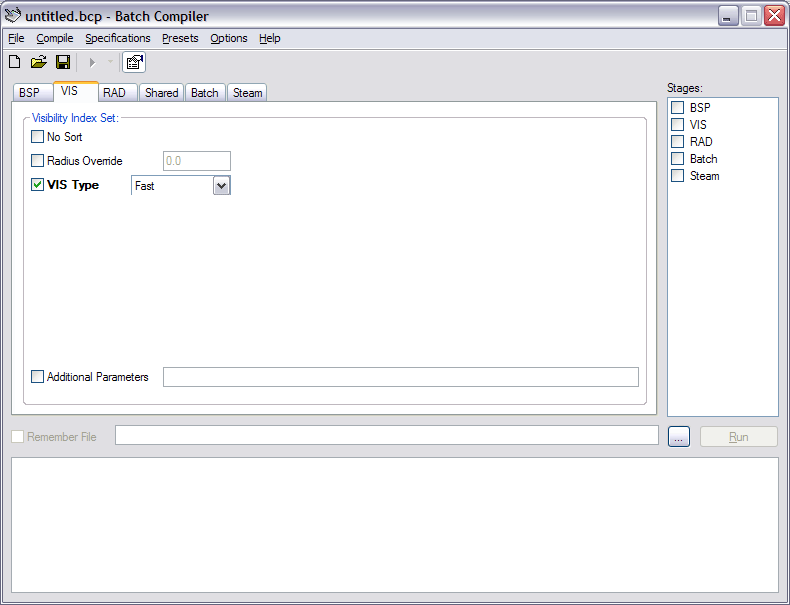 untitled.bcp - Batch Compiler
File Compile Specifications Presets Options Help
BSP VIS RAD Shared Batch Steam
Stages:
Visibility Index Set:
No Sort
Radius Override 0.0
VIS Type Fast
Additional Parameters
BSP
VIS
RAD
Batch
Steam
Remember File ... Run